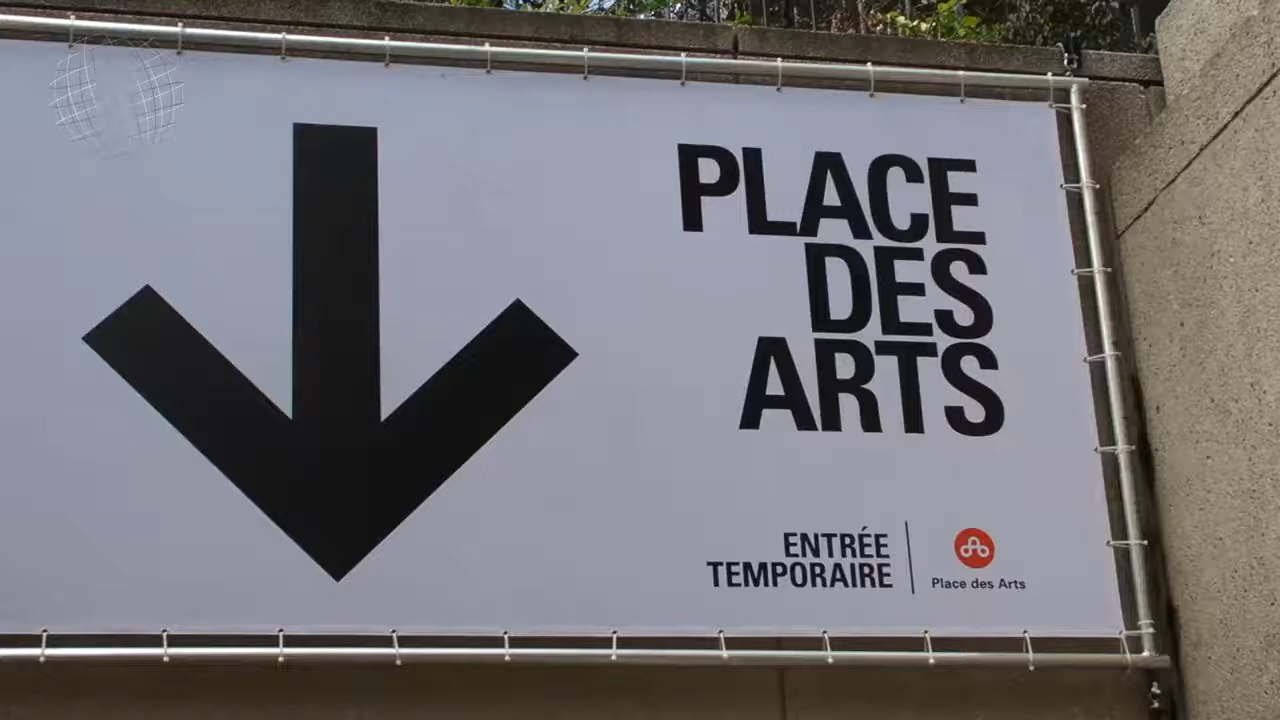 PLACE
DES
ARTS
ENTRÉE
TEMPORAIRE
Place des Arts